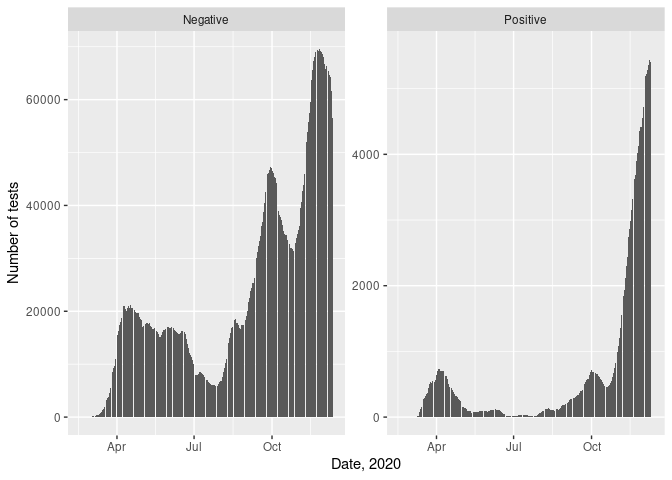 Negative
Positive
Number of tests
60000
40000
20000
0
4000
2000
0
Apr
Jul
Oct
Apr
Jul
Oct
Date, 2020